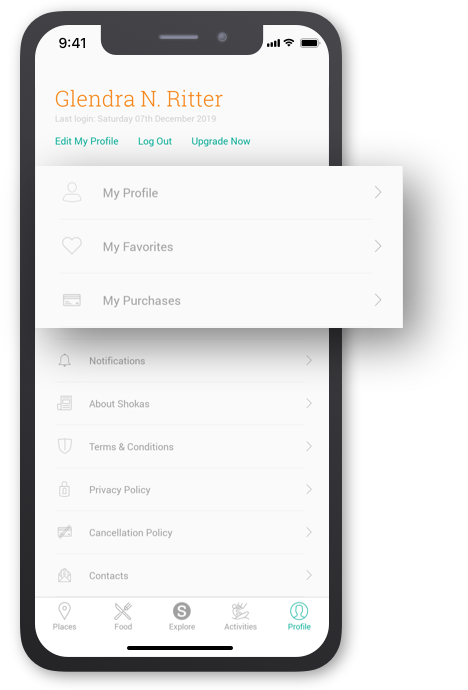 9:41
Glendra N. Ritter
Last login: Saturday 07th December 2019
Edit My Profile Log Out Upgrade Now
My Profile
My Favorites
My Purchases
Notifications
About Shokas
Terms & Conditions
Privacy Policy
Cancellation Policy
Contacts
S
Places Food Explore Activities Profile